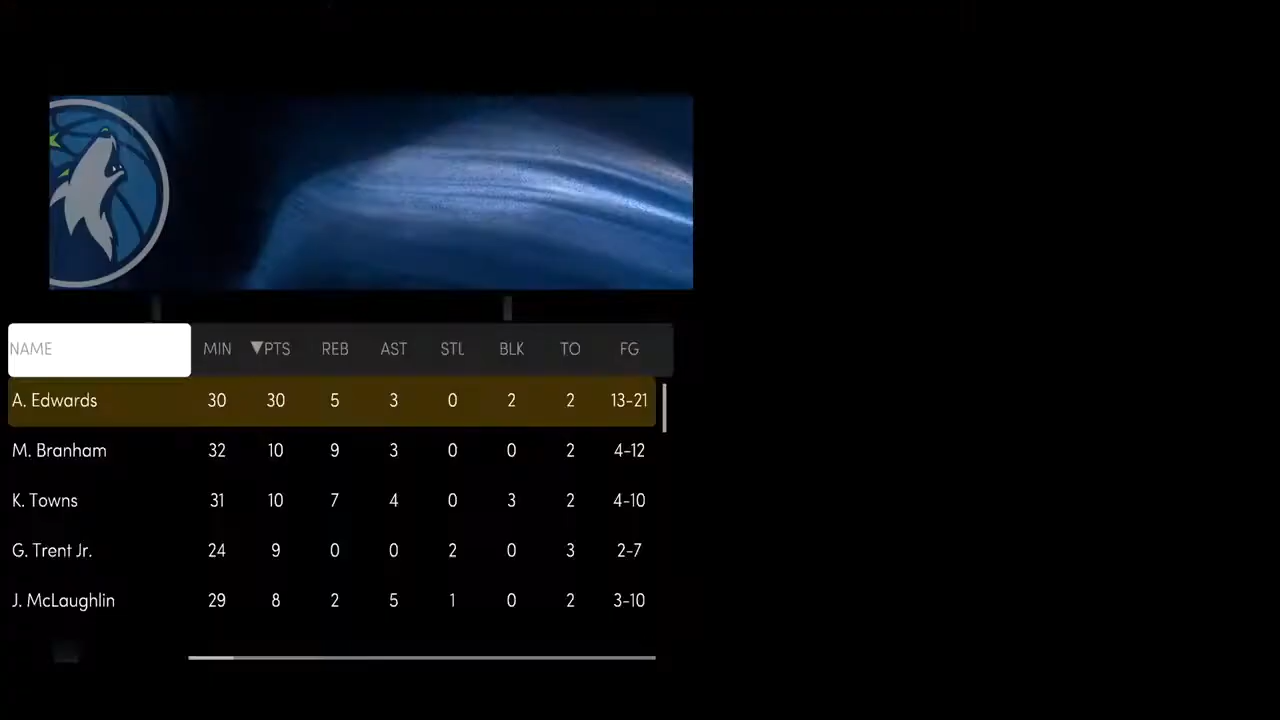 NAME MIN ▼PTS REB AST STL BLK TO FG
A. Edwards 30 30 5 3 0 2 2 13-21
M. Branham 32 10 9 3 0 0 2 4-12
K. Towns 31 10 7 4 0 3 2 4-10
G. Trent Jr. 24 9 0 0 2 0 3 2-7
J. McLaughlin 29 8 2 5 1 0 2 3-10